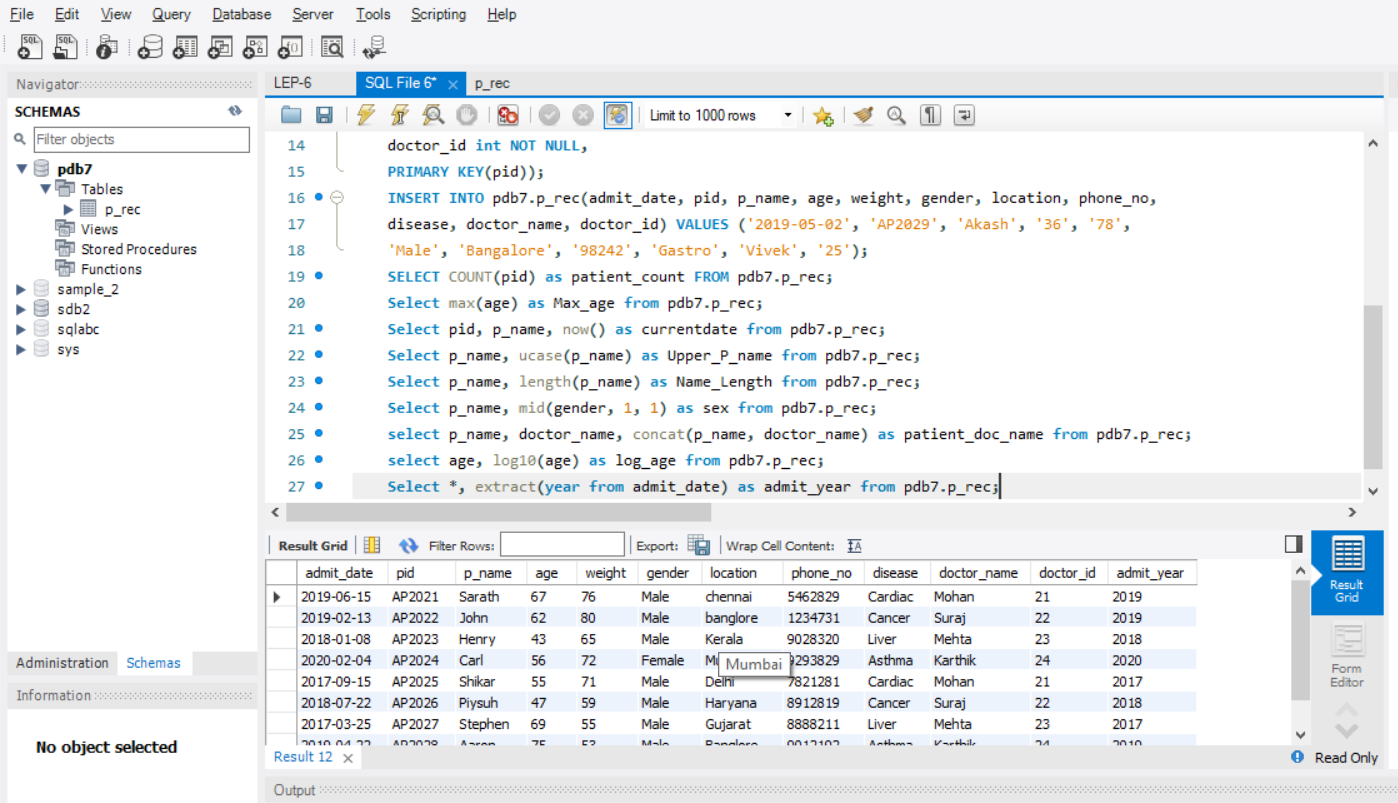 File Edit View Query Database Server Tools Scripting Help
SQL SQL
Navigator
SCHEMAS
Filter objects
pdb7
Tables
p_rec
Views
Stored Procedures
Functions
sample_2
sdb2
sqlabc
sys
Administration Schemas
Information
No object selected
LEP-6 SQL File 6* p_rec
Limit to 1000 rows
14 doctor_id int NOT NULL,
15 PRIMARY KEY(pid));
16 INSERT INTO pdb7.p_rec(admit_date, pid, p_name, age, weight, gender, location, phone_no,
17 disease, doctor_name, doctor_id) VALUES ('2019-05-02', 'AP2029', 'Akash', '36', '78',
18 'Male', 'Bangalore', '98242', 'Gastro', 'Vivek', '25');
19 SELECT COUNT(pid) as patient_count FROM pdb7.p_rec;
20 Select max(age) as Max_age from pdb7.p_rec;
21 Select pid, p_name, now() as currentdate from pdb7.p_rec;
22 Select p_name, ucase(p_name) as Upper_P_name from pdb7.p_rec;
23 Select p_name, length(p_name) as Name_Length from pdb7.p_rec;
24 Select p_name, mid(gender, 1, 1) as sex from pdb7.p_rec;
25 select p_name, doctor_name, concat(p_name, doctor_name) as patient_doc_name from pdb7.p_rec;
26 select age, log10(age) as log_age from pdb7.p_rec;
27 Select *, extract(year from admit_date) as admit_year from pdb7.p_rec;
Result Grid Filter Rows: Export: Wrap Cell Content:
admit_date pid p_name age weight gender location phone_no disease doctor_name doctor_id admit_year
2019-06-15 AP2021 Sarath 67 76 Male chennai 5462829 Cardiac Mohan 21 2019
2019-02-13 AP2022 John 62 80 Male banglore 1234731 Cancer Suraj 22 2019
2018-01-08 AP2023 Henry 43 65 Male Kerala 9028320 Liver Mehta 23 2018
2020-02-04 AP2024 Carl 56 72 Female Mumbai 9293829 Asthma Karthik 24 2020
2017-09-15 AP2025 Shikar 55 71 Male Delhi 7821281 Cardiac Mohan 21 2017
2018-07-22 AP2026 Piysuh 47 59 Male Haryana 8912819 Cancer Suraj 22 2018
2017-03-25 AP2027 Stephen 69 55 Male Gujarat 8888211 Liver Mehta 23 2017
Result
Grid
Form
Editor
Result 12
Read Only
Output